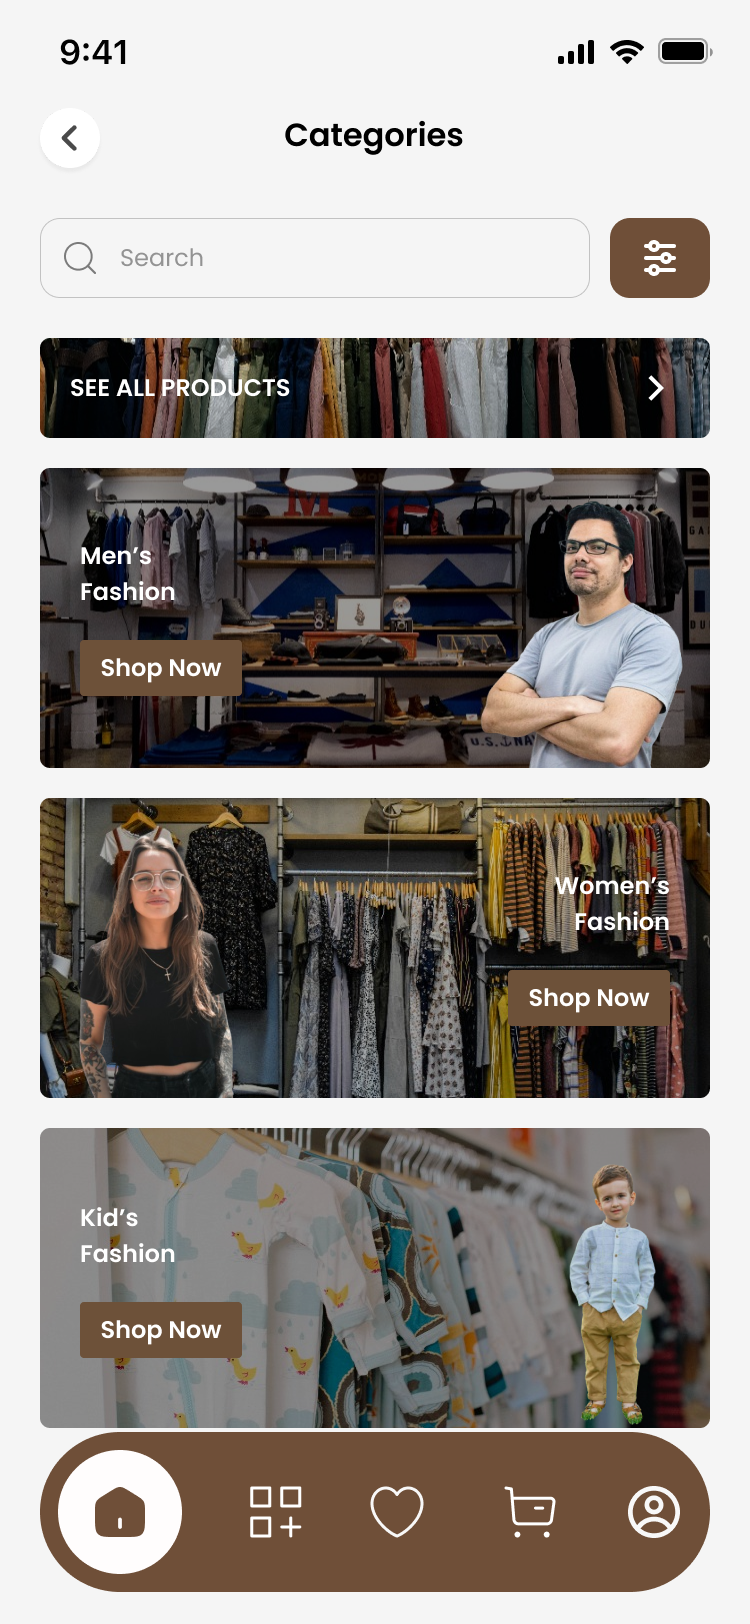 9:41
Categories
Search
SEE ALL PRODUCTS
M
Men’s
Fashion
Shop Now
U.S. NA
Women’s
Fashion
Shop Now
Kid’s
Fashion
Shop Now